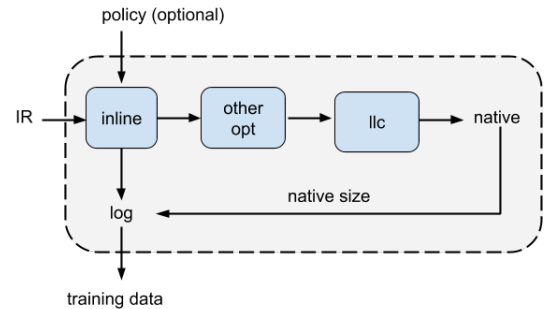 policy (optional)
IR
inline
other
opt
llc
native
native size
log
training data